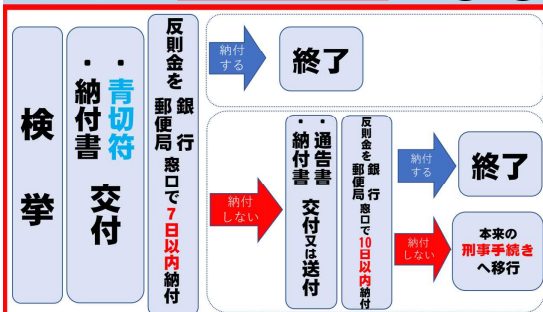 検挙
・青切符
・納付書
交付
反則金を
銀行
郵便局
窓口で7日以内納付
納付
する
終了
納付
しない
・通告書
・納付書
交付又は送付
反則金を
銀行
郵便局
窓口で10日以内納付
納付
する
終了
納付
しない
本来の
刑事手続き
へ移行